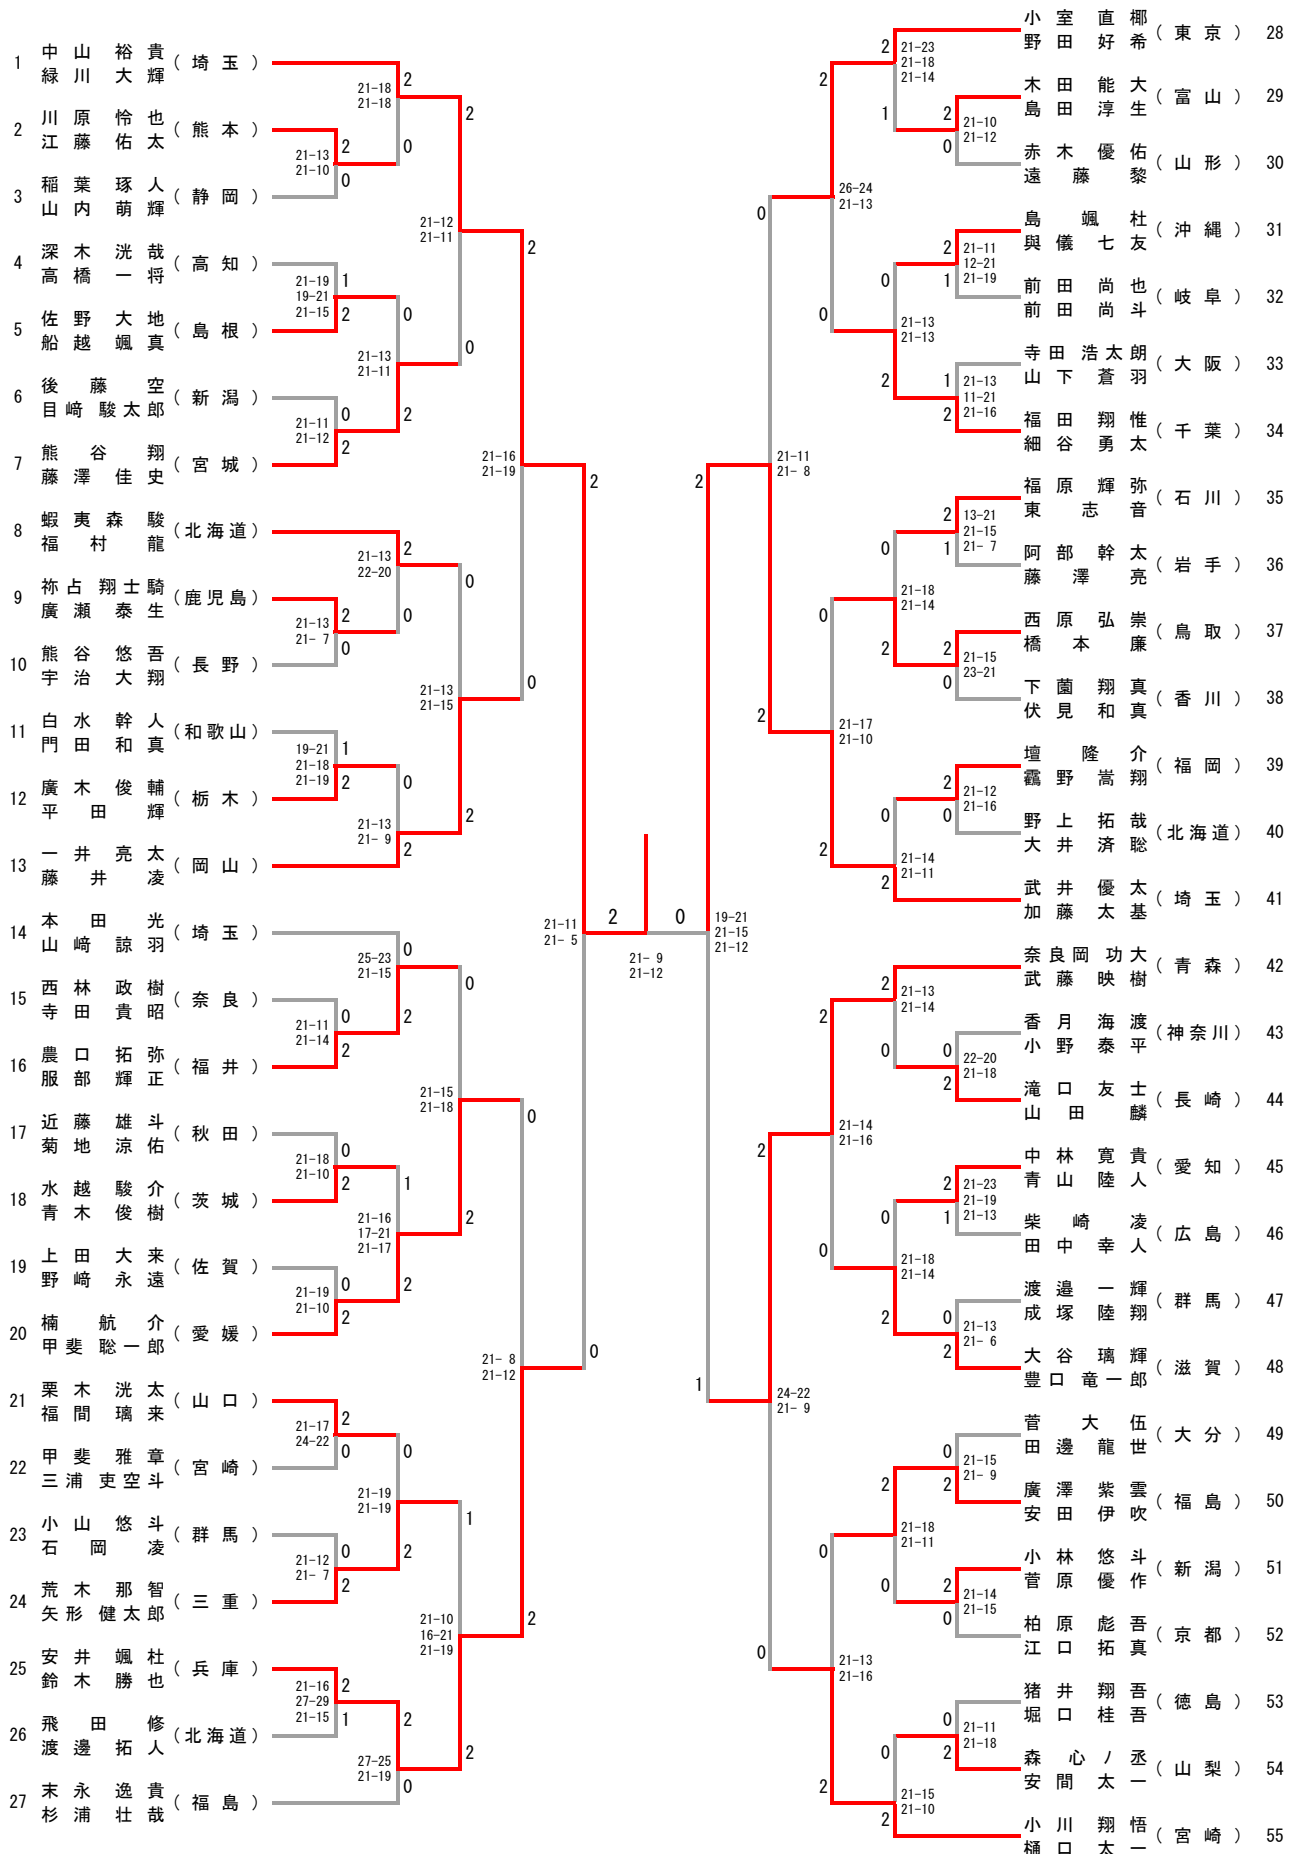 1 中山裕貴 緑川大輝 (埼玉)
2 川原怜也 江藤佑太 (熊本)
3 稲葉琢人 山内萌輝 (静岡)
4 深木洸哉 高橋一将 (高知)
5 佐野大地 船越颯真 (島根)
6 後藤空 目﨑駿太郎 (新潟)
7 熊谷翔 藤澤佳史 (宮城)
8 蝦夷森駿 福村龍 (北海道)
9 祢占翔士騎 廣瀬泰生 (鹿児島)
10 熊谷悠吾 宇治大翔 (長野)
11 白水幹人 門田和真 (和歌山)
12 廣木俊輔 平田輝 (栃木)
13 一井亮太 藤井凌 (岡山)
14 本田光 山﨑諒羽 (埼玉)
15 西林政樹 寺田貴昭 (奈良)
16 農口拓弥 服部輝正 (福井)
17 近藤雄斗 菊地涼佑 (秋田)
18 水越駿介 青木俊樹 (茨城)
19 上田大来 野﨑永遠 (佐賀)
20 楠航介 甲斐聡一郎 (愛媛)
21 栗木洸太 福間璃来 (山口)
22 甲斐雅章 三浦吏空斗 (宮崎)
23 小山悠斗 石岡凌 (群馬)
24 荒木那智 矢形健太郎 (三重)
25 安井颯杜 鈴木勝也 (兵庫)
26 飛田修 渡邊拓人 (北海道)
27 末永逸貴 杉浦壮哉 (福島)
21-13 21-10 2 0
21-19 19-21 21-15 1 2
21-11 21-12 0 2
21-13 21- 7 2 0
19-21 21-18 21-19 1 2
21-11 21-14 0 2
21-18 21-10 0 2
21-19 21-10 0 2
21-17 24-22 2 0
21-12 21- 7 0 2
21-16 27-29 21-15 2 1
21-18 21-18 2 0
21-13 21-11 0 2
21-13 22-20 2 0
21-13 21- 9 0 2
25-23 21-15 0 2
21-16 17-21 21-17 1 2
21-19 21-19 0 2
27-25 21-19 2 0
21-12 21-11 2 0
21-13 21-15 0 2
21-15 21-18 0 2
21-10 16-21 21-19 1 2
21-16 21-19 2 0
21- 8 21-12 0 2
21-11 21- 5 2 0
2 0
21- 9 21-12
19-21 21-15 21-12 2 1
21-11 21- 8 0 2
24-22 21- 9 2 0
26-24 21-13 2 0
21-17 21-10 0 2
21-14 21-16 2 0
21-13 21-16 0 2
21-23 21-18 21-14 2 1
21-13 21-13 0 2
21-18 21-14 0 2
21-14 21-11 0 2
21-13 21-14 2 0
21-18 21-14 0 2
21-18 21-11 2 0
21-15 21-10 0 2
21-10 21-12 2 0
21-11 12-21 21-19 2 1
21-13 11-21 21-16 1 2
13-21 21-15 21- 7 2 1
21-15 23-21 2 0
21-12 21-16 2 0
22-20 21-18 0 2
21-23 21-19 21-13 2 1
21-13 21- 6 0 2
21-15 21- 9 0 2
21-14 21-15 2 0
21-11 21-18 0 2
小室直椰 野田好希 (東京) 28
木田能大 島田淳生 (富山) 29
赤木優佑 遠藤黎 (山形) 30
島颯杜 與儀七友 (沖縄) 31
前田尚也 前田尚斗 (岐阜) 32
寺田浩太朗 山下蒼羽 (大阪) 33
福田翔惟 細谷勇太 (千葉) 34
福原輝弥 東志音 (石川) 35
阿部幹太 藤澤亮 (岩手) 36
西原弘崇 橋本廉 (鳥取) 37
下薗翔真 伏見和真 (香川) 38
壇隆介 靍野嵩翔 (福岡) 39
野上拓哉 大井済聡 (北海道) 40
武井優太 加藤太基 (埼玉) 41
奈良岡功大 武藤映樹 (青森) 42
香月海渡 小野泰平 (神奈川) 43
滝口友士 山田麟 (長崎) 44
中林寛貴 青山陸人 (愛知) 45
柴崎凌 田中幸人 (広島) 46
渡邉一輝 成塚陸翔 (群馬) 47
大谷璃輝 豊口竜一郎 (滋賀) 48
菅大伍 田邊龍世 (大分) 49
廣澤紫雲 安田伊吹 (福島) 50
小林悠斗 菅原優作 (新潟) 51
柏原彪吾 江口拓真 (京都) 52
猪井翔吾 堀口桂吾 (徳島) 53
森心ノ丞 安間太一 (山梨) 54
小川翔悟 樋口太一 (宮崎) 55